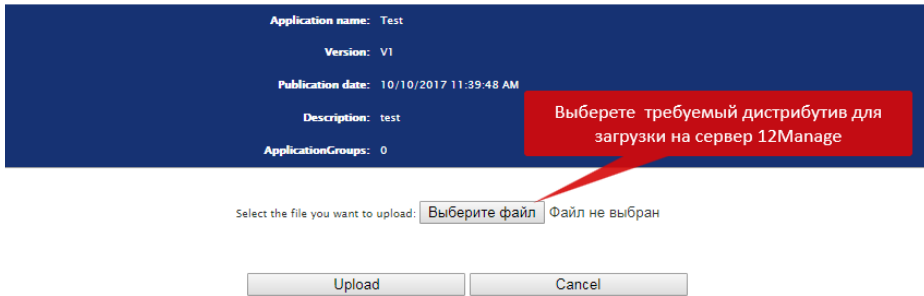 Application name: Test
Version: V1
Publication date: 10/10/2017 11:39:48 AM
Description: test
ApplicationGroups: 0
Выберете требуемый дистрибутив для
загрузки на сервер 12Manage
Select the file you want to upload: Выберите файл Файл не выбран
Upload Cancel